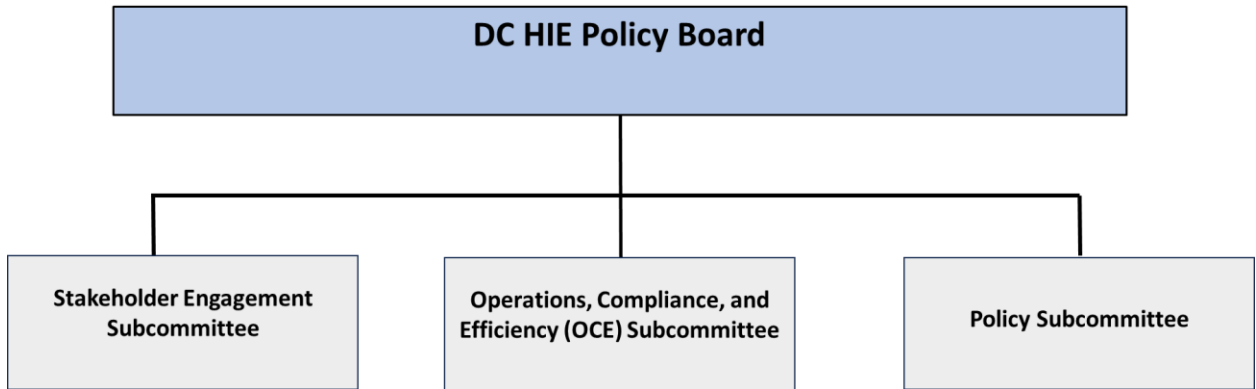 DC HIE Policy Board
Stakeholder Engagement
Subcommittee
Operations, Compliance, and
Efficiency (OCE) Subcommittee
Policy Subcommittee